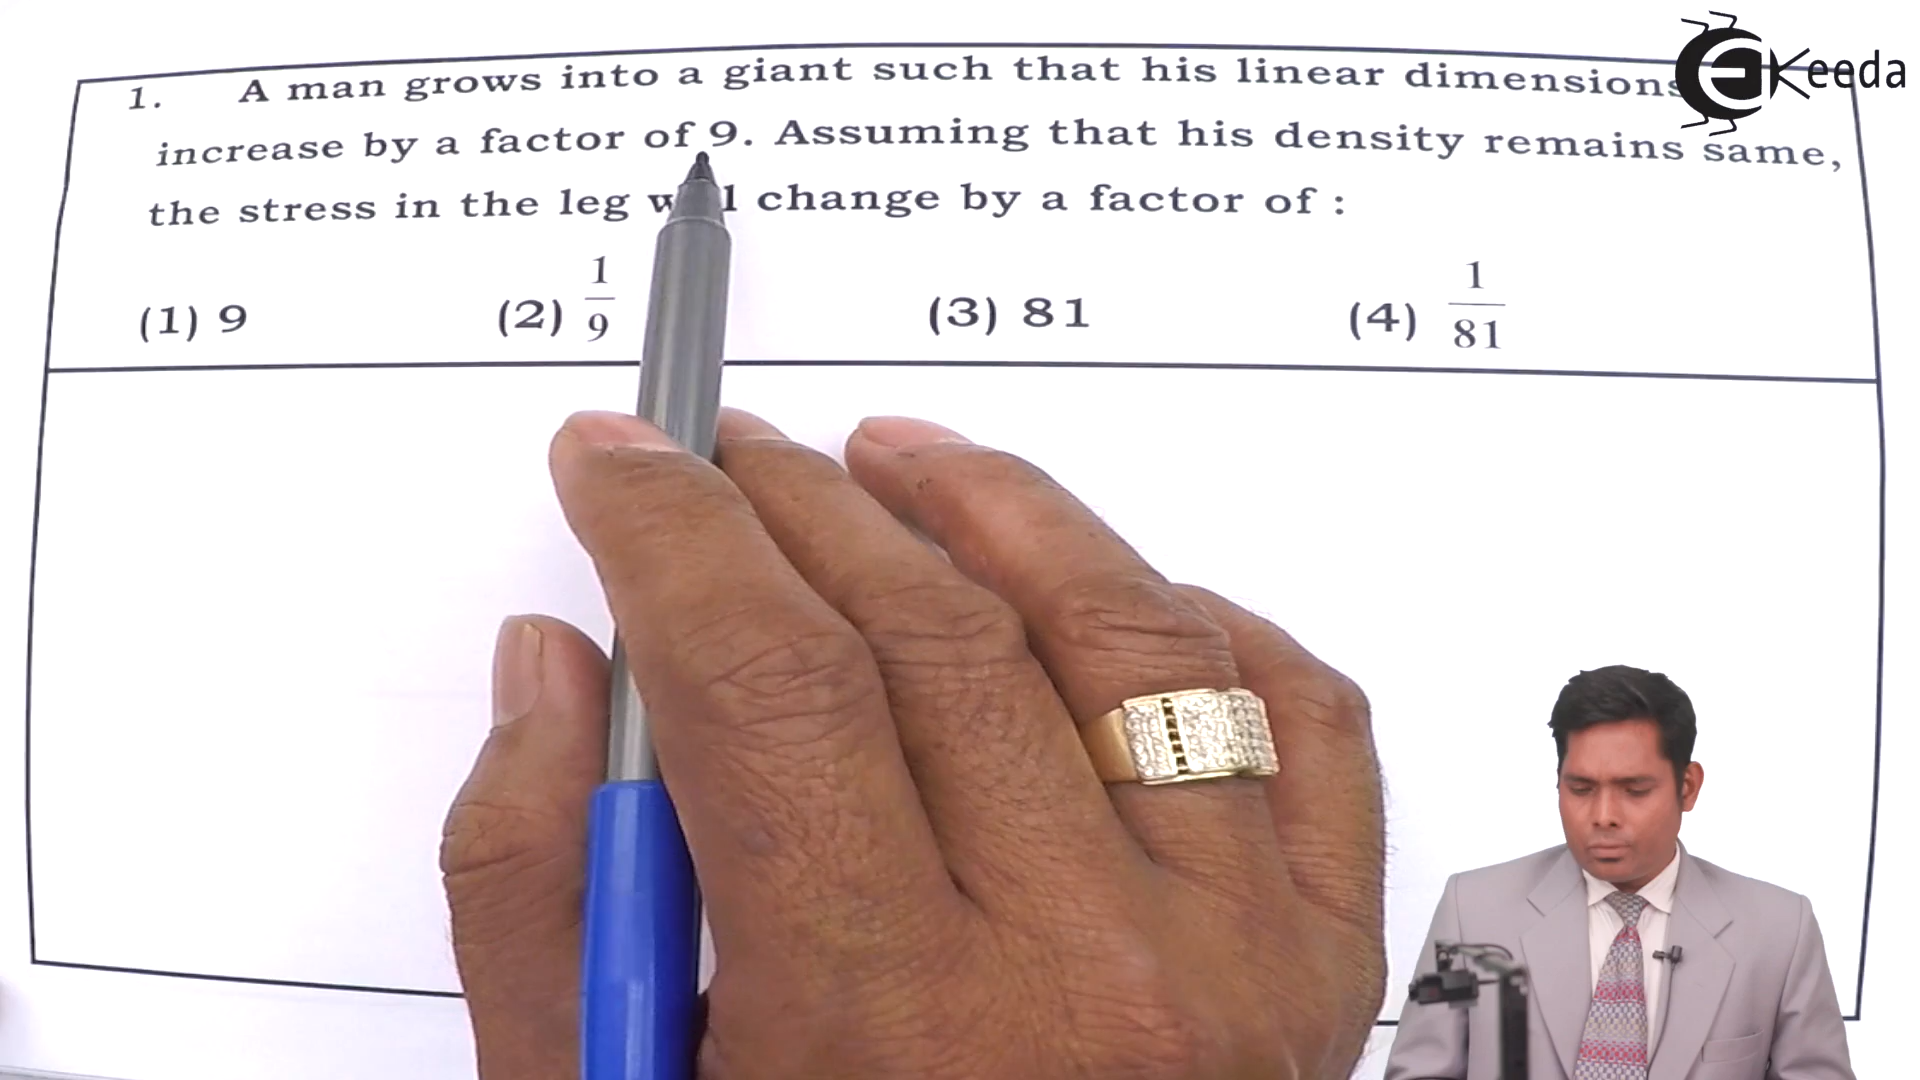 Keeda
1. A man grows into a giant such that his linear dimensions
increase by a factor of 9. Assuming that his density remains same,
the stress in the leg change by a factor of :
(1) 9 (2) 1/9 (3) 81 (4) 1/81